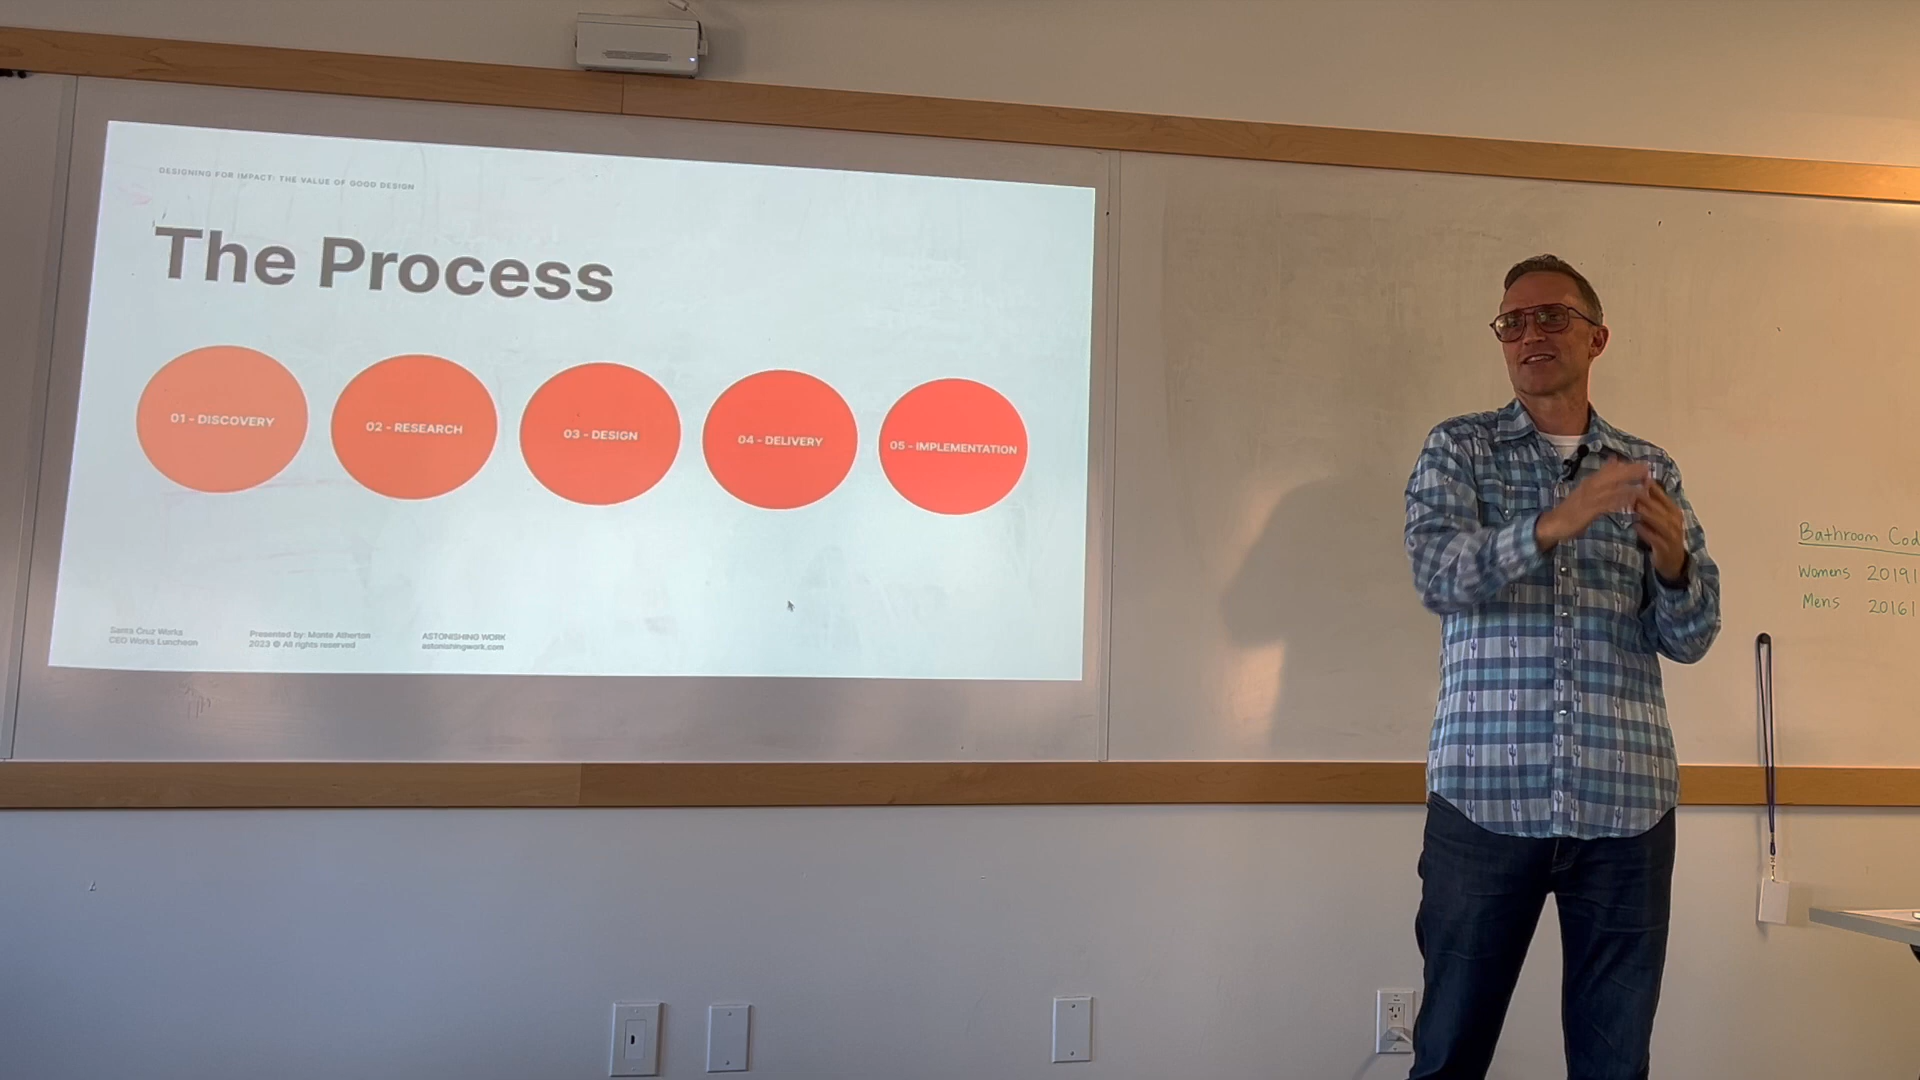 DESIGNING FOR IMPACT: THE VALUE OF GOOD DESIGN
The Process
01 - DISCOVERY
02 - RESEARCH
03 - DESIGN
04 - DELIVERY
05 - IMPLEMENTATION
Santa Cruz Works
CEO Works Luncheon
Presented by: Monte Atherton
2023 © All rights reserved
ASTONISHING WORK
astonishingwork.com
Bathroom Cod
Womens 20191
Mens 20161